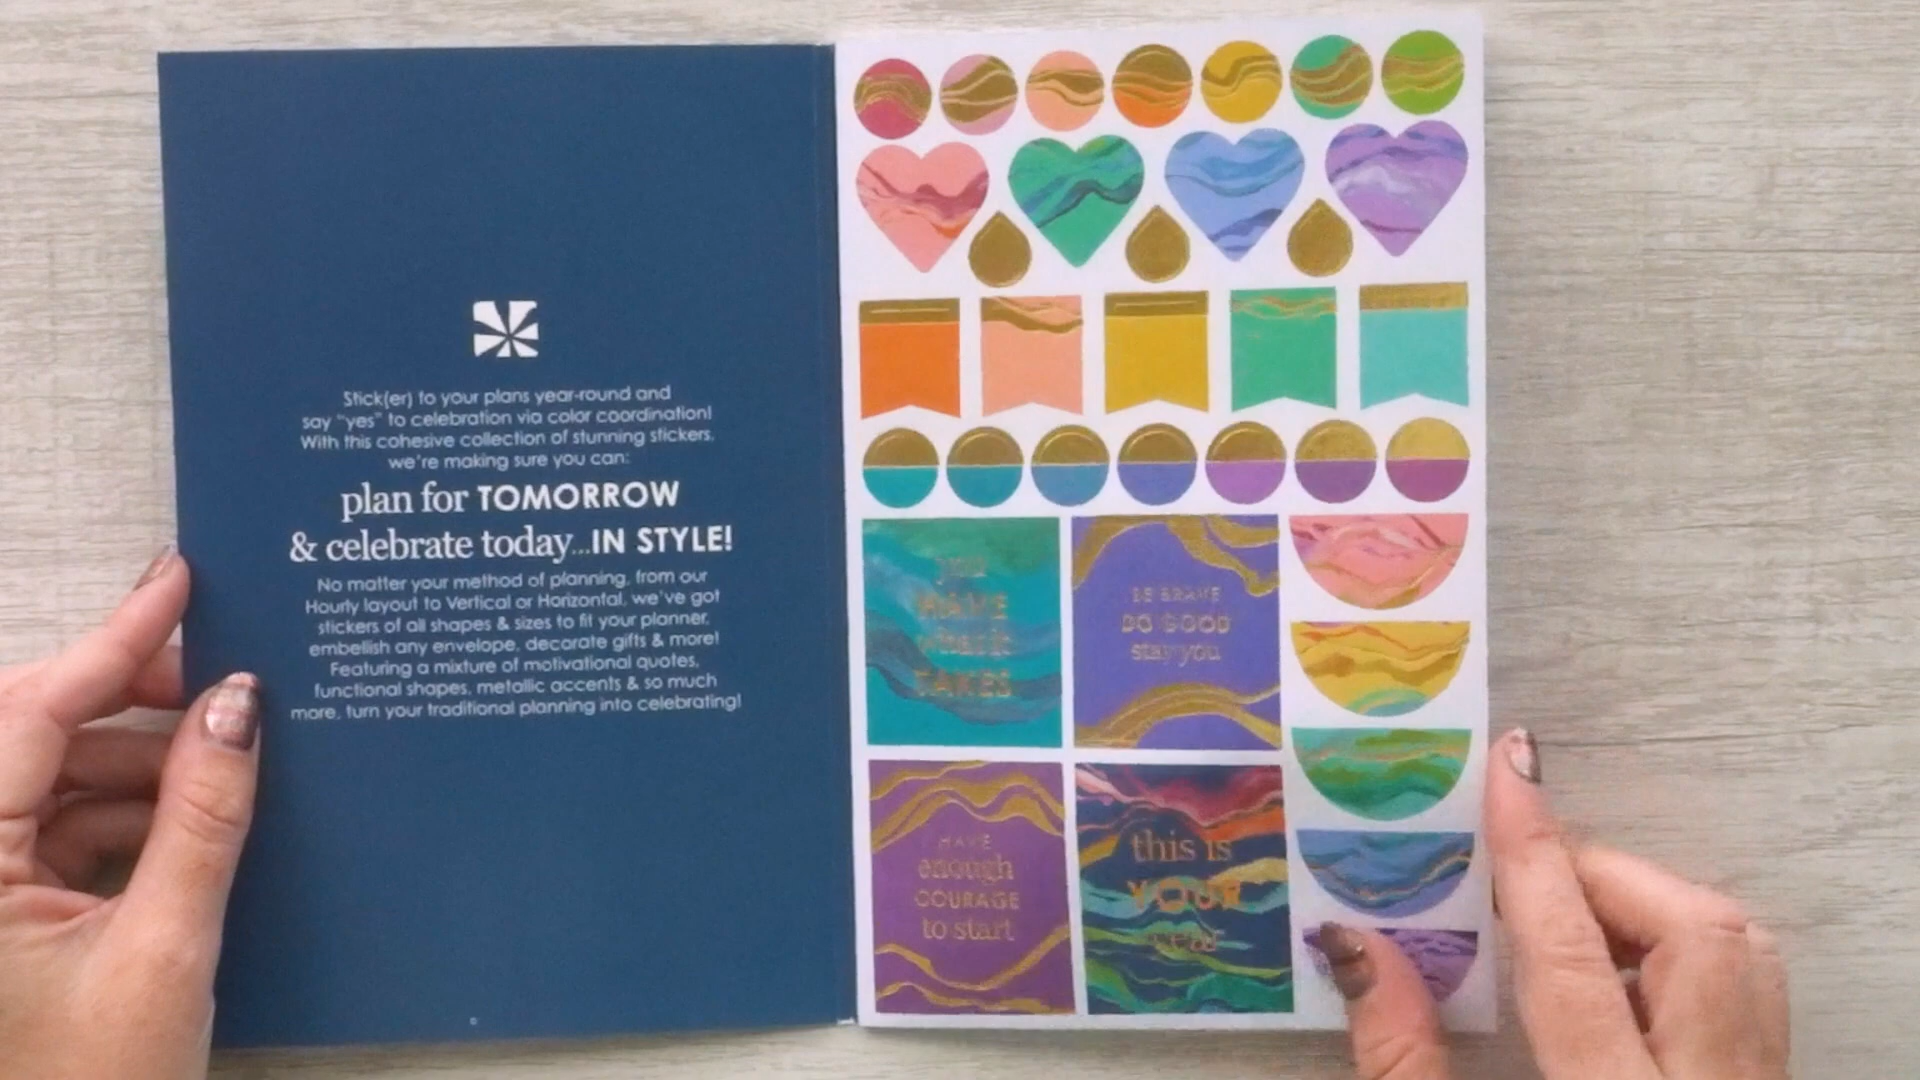 Stick(er) to your plans year-round and
say "yes" to celebration via color coordination!
With this cohesive collection of stunning stickers,
we're making sure you can:
plan for TOMORROW
& celebrate today...IN STYLE!
No matter your method of planning, from our
Hourly layout to Vertical or Horizontal, we've got
stickers of all shapes & sizes to fit your planner,
embellish any envelope, decorate gifts & more!
Featuring a mixture of motivational quotes,
functional shapes, metallic accents & so much
more, turn your traditional planning into celebrating!
you
HAVE
what it
TAKES
BE BRAVE
DO GOOD
stay you
HAVE
enough
COURAGE
to start
this is
YOUR
year